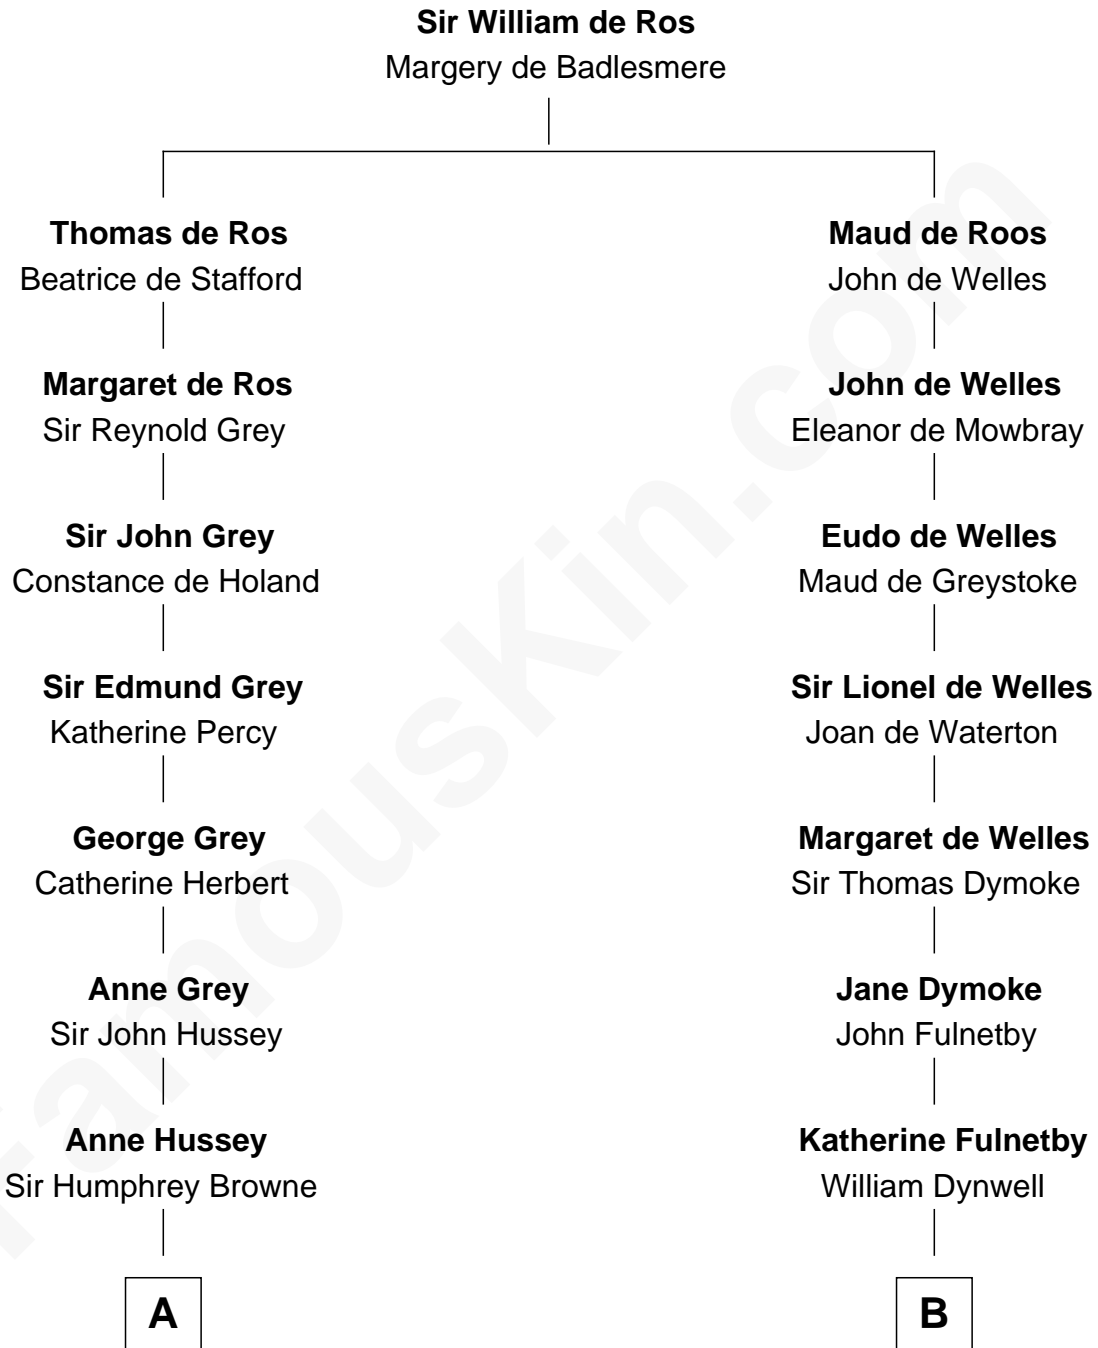 Sir William de Ros
Margery de Badlesmere
Thomas de Ros
Beatrice de Stafford
Margaret de Ros
Sir Reynold Grey
Sir John Grey
Constance de Holand
Sir Edmund Grey
Katherine Percy
George Grey
Catherine Herbert
Anne Grey
Sir John Hussey
Anne Hussey
Sir Humphrey Browne
A
Maud de Roos
John de Welles
John de Welles
Eleanor de Mowbray
Eudo de Welles
Maud de Greystoke
Sir Lionel de Welles
Joan de Waterton
Margaret de Welles
Sir Thomas Dymoke
Jane Dymoke
John Fulnetby
Katherine Fulnetby
William Dynwell
B
FamousKin.com